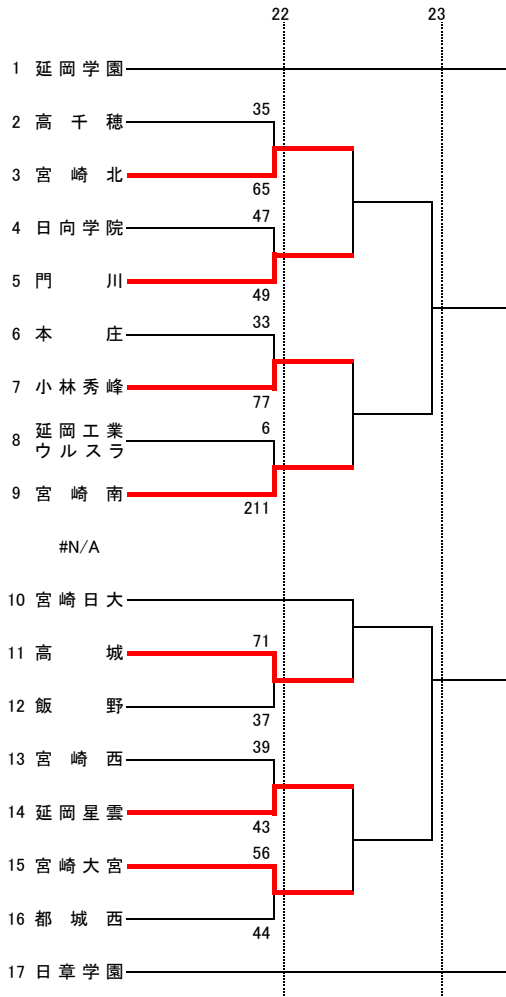 22 23
1 延岡学園
2 高千穂 35
3 宮崎北 65
4 日向学院 47
5 門川 49
6 本庄 33
7 小林秀峰 77
8 延岡工業 6
ウルスラ
9 宮崎南 211
#N/A
10 宮崎日大
11 高城 71
12 飯野 37
13 宮崎西 39
14 延岡星雲 43
15 宮崎大宮 56
16 都城西 44
17 日章学園